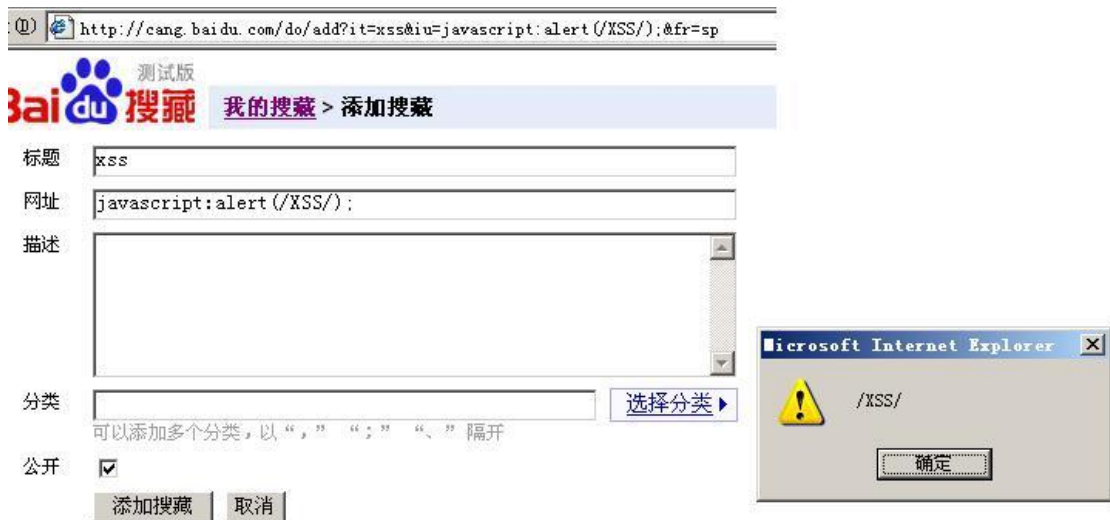 (D) http://cang.baidu.com/do/add?it=xss&iu=javascript:alert(/XSS/);&fr=sp
测试版
Bai du 搜藏 我的搜藏 > 添加搜藏
标题 xss
网址 javascript:alert(/XSS/);
描述
Microsoft Internet Explorer
/XSS/
确定
分类 选择分类
可以添加多个分类,以“,” “;” “、”隔开
公开
添加搜藏 取消